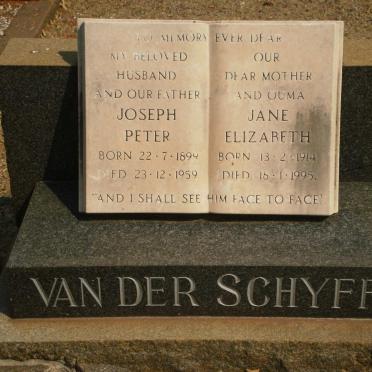 IN MEMORY EVER DEAR
MY BELOVED
HUSBAND
AND OUR FATHER
JOSEPH
PETER
BORN 22·7·1894
DIED 23·12·1959
OUR
DEAR MOTHER
AND OUMA
JANE
ELIZABETH
BORN 13·2·1914
DIED 16·1·1995
"AND I SHALL SEE HIM FACE TO FACE"
VAN DER SCHYFF